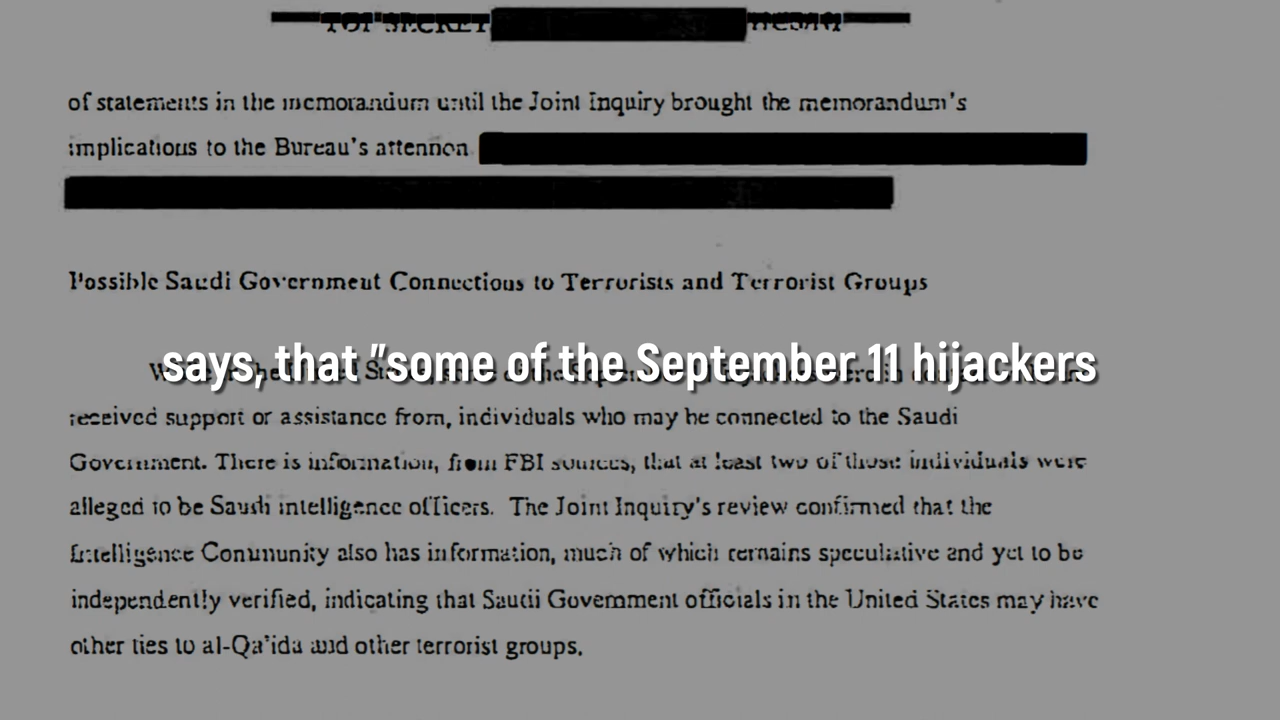 TOP SECRET
of statements in the memorandum until the Joint Inquiry brought the memorandum's
implications to the Bureau's attention
Possible Saudi Government Connections to Terrorists and Terrorist Groups
says, that "some of the September 11 hijackers
received support or assistance from, individuals who may be connected to the Saudi
Government. There is information, from FBI sources, that at least two of those individuals were
alleged to be Saudi intelligence officers. The Joint Inquiry's review confirmed that the
Intelligence Community also has information, much of which remains speculative and yet to be
independently verified, indicating that Saudi Government officials in the United States may have
other ties to al-Qa'ida and other terrorist groups.